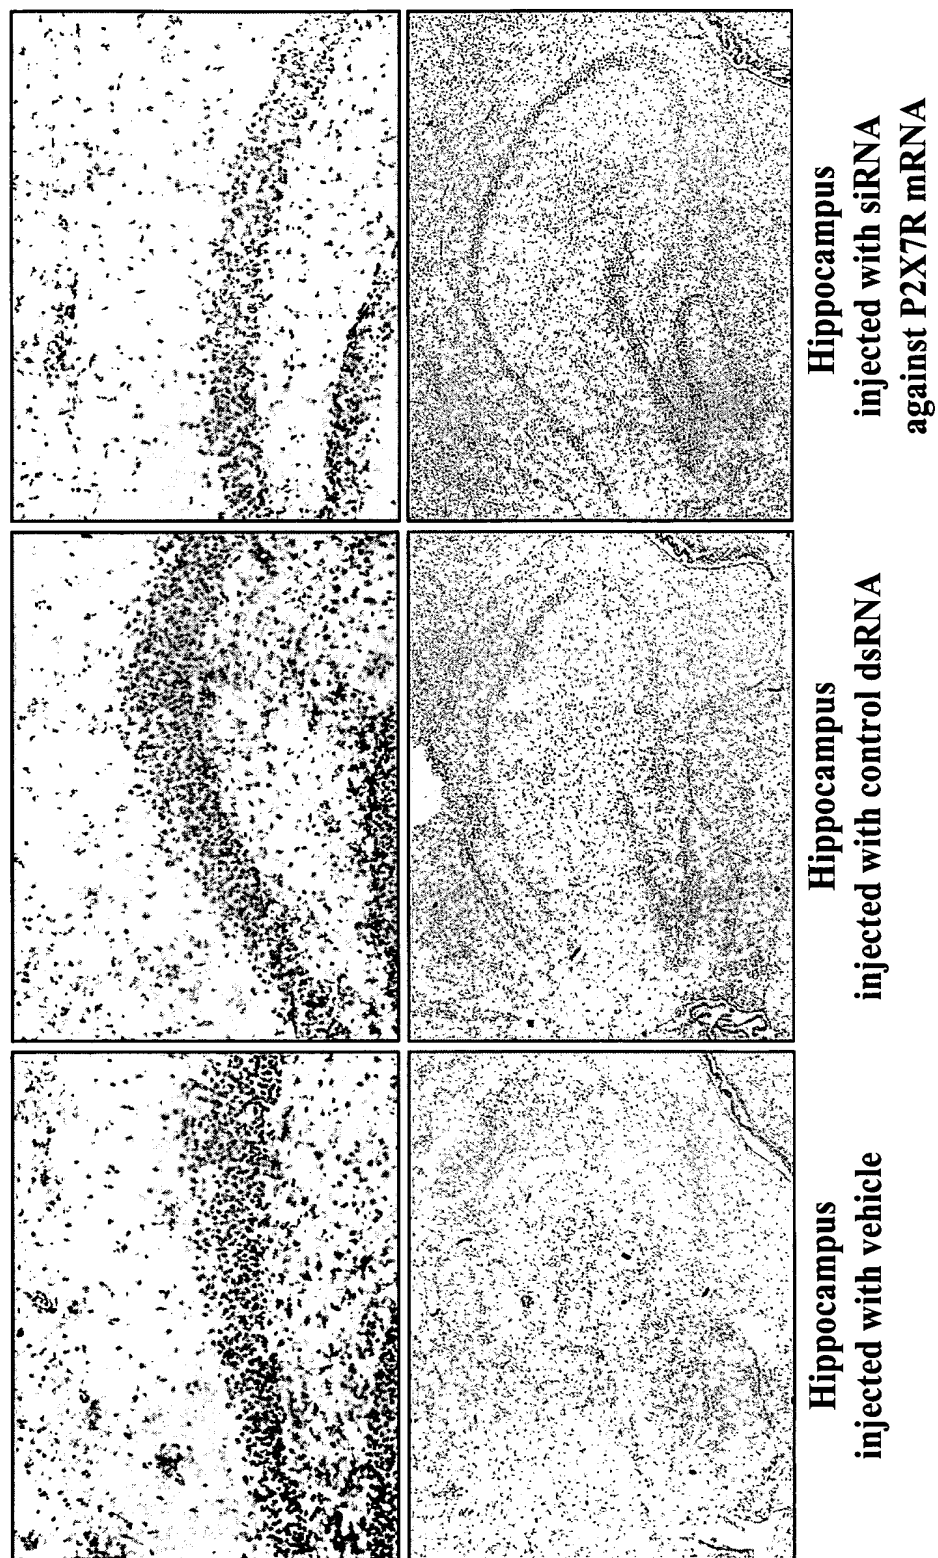 Hippocampus
injected with vehicle
Hippocampus
injected with control dsRNA
Hippocampus
injected with siRNA
against P2X7R mRNA